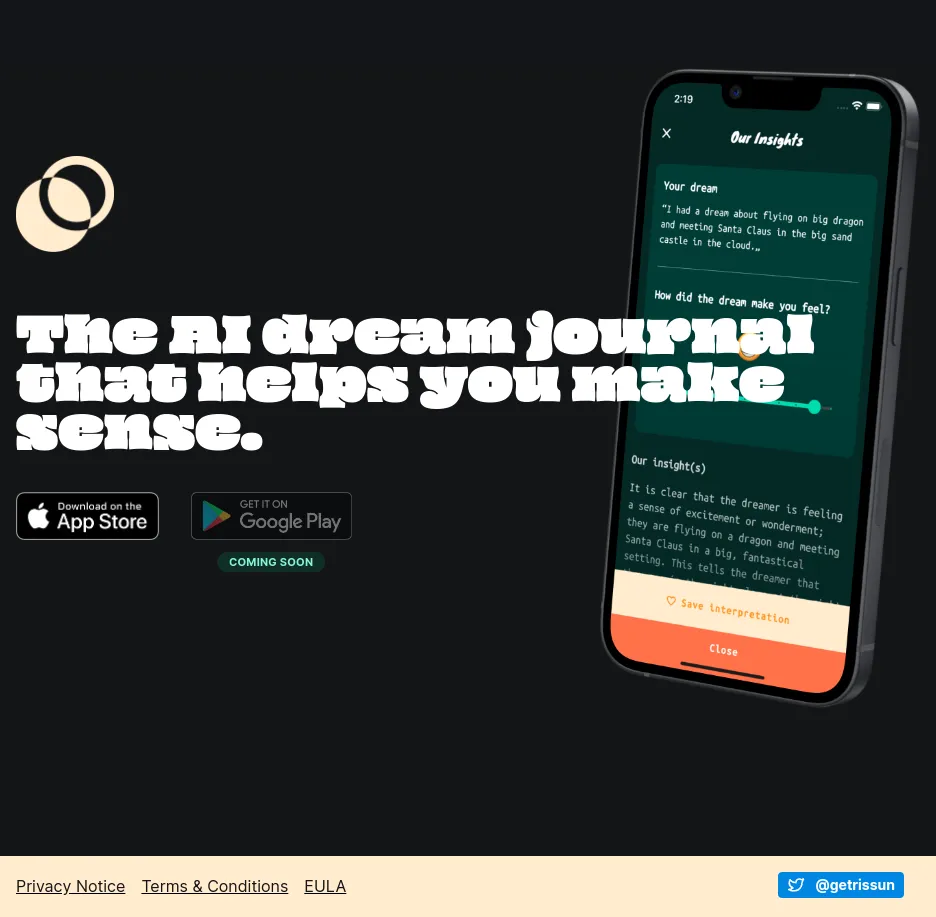 The AI dream journal
that helps you make
sense.
Download on the
App Store
GET IT ON
Google Play
COMING SOON
2:19
Our Insights
Your dream
“I had a dream about flying on big dragon
and meeting Santa Claus in the big sand
castle in the cloud.„
How did the dream make you feel?
Our insight(s)
It is clear that the dreamer is feeling
a sense of excitement or wonderment;
they are flying on a dragon and meeting
Santa Claus in a big, fantastical
setting. This tells the dreamer that
Save interpretation
Close
Privacy Notice
Terms & Conditions
EULA
@getrissun